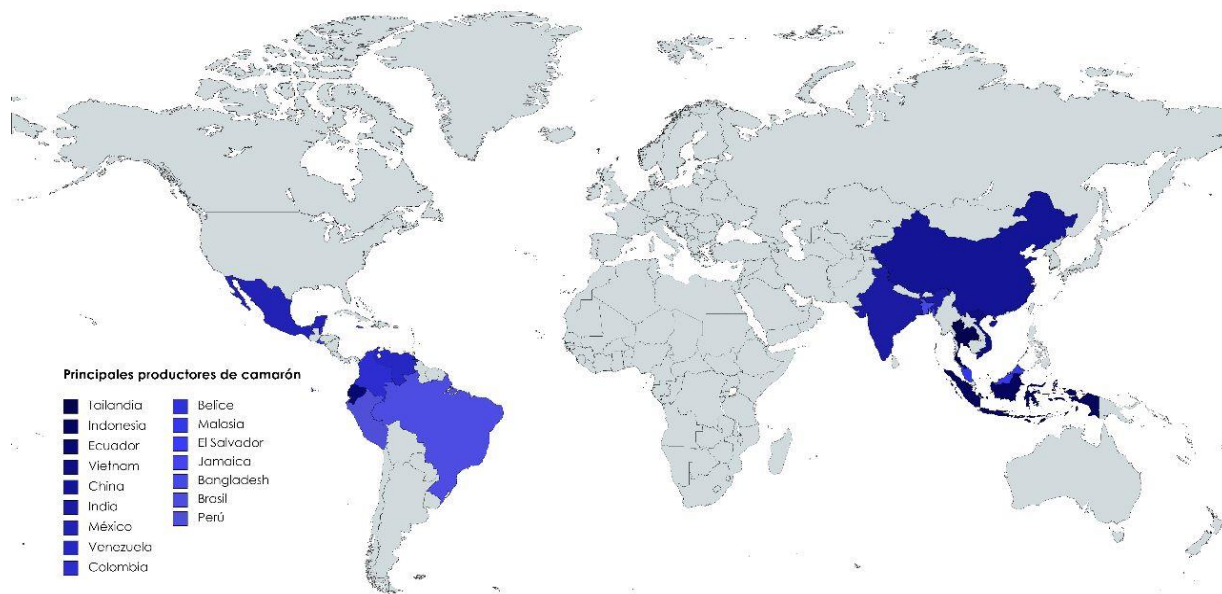 Principales productores de camarón
Tailandia
Indonesia
Ecuador
Vietnam
China
India
México
Venezuela
Colombia
Belice
Malasia
El Salvador
Jamaica
Bangladesh
Brasil
Perú